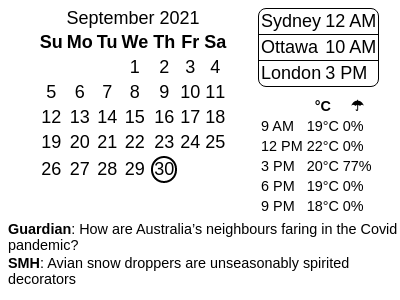 September 2021
Su Mo Tu We Th Fr Sa
1 2 3 4
5 6 7 8 9 10 11
12 13 14 15 16 17 18
19 20 21 22 23 24 25
26 27 28 29 30
Sydney 12 AM
Ottawa 10 AM
London 3 PM
°C ☂
9 AM 19°C 0%
12 PM 22°C 0%
3 PM 20°C 77%
6 PM 19°C 0%
9 PM 18°C 0%
Guardian: How are Australia's neighbours faring in the Covid
pandemic?
SMH: Avian snow droppers are unseasonably spirited
decorators